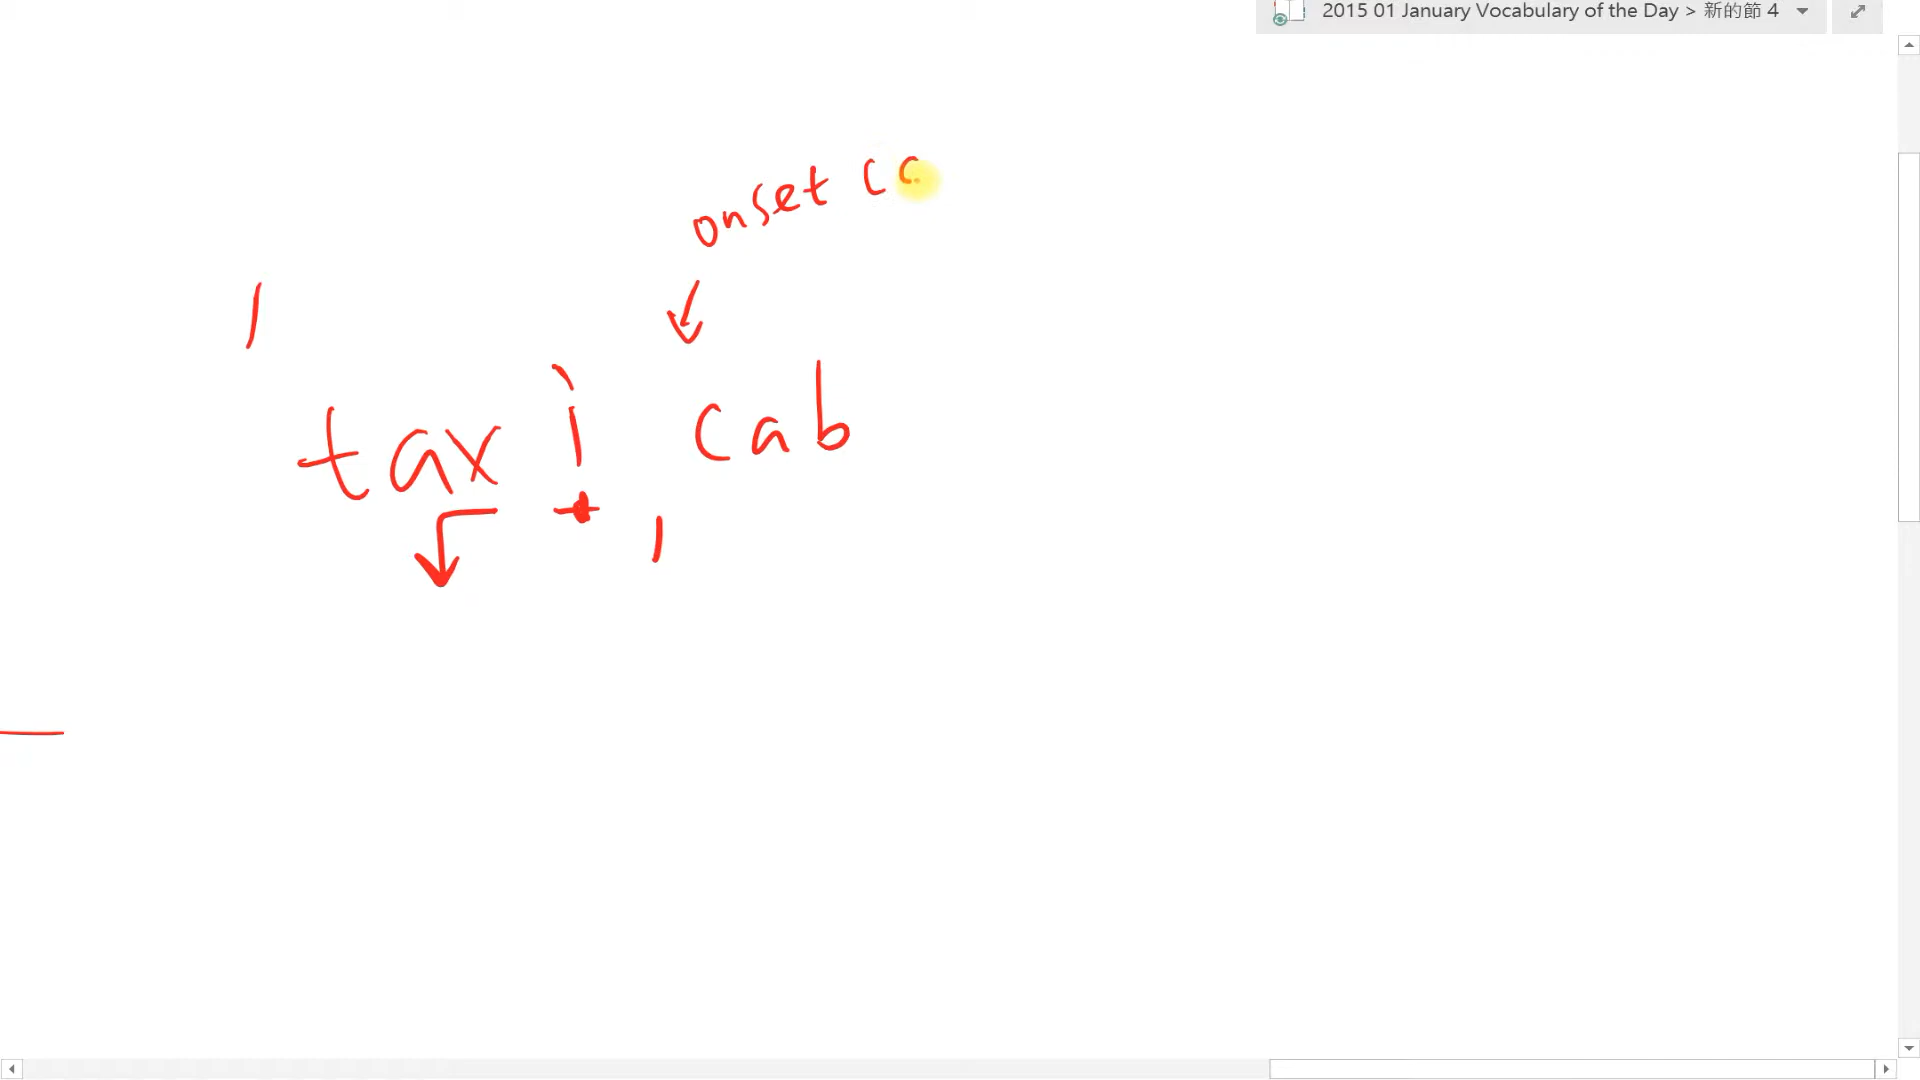 2015 01 January Vocabulary of the Day > 新的節 4
onset
taxi cab